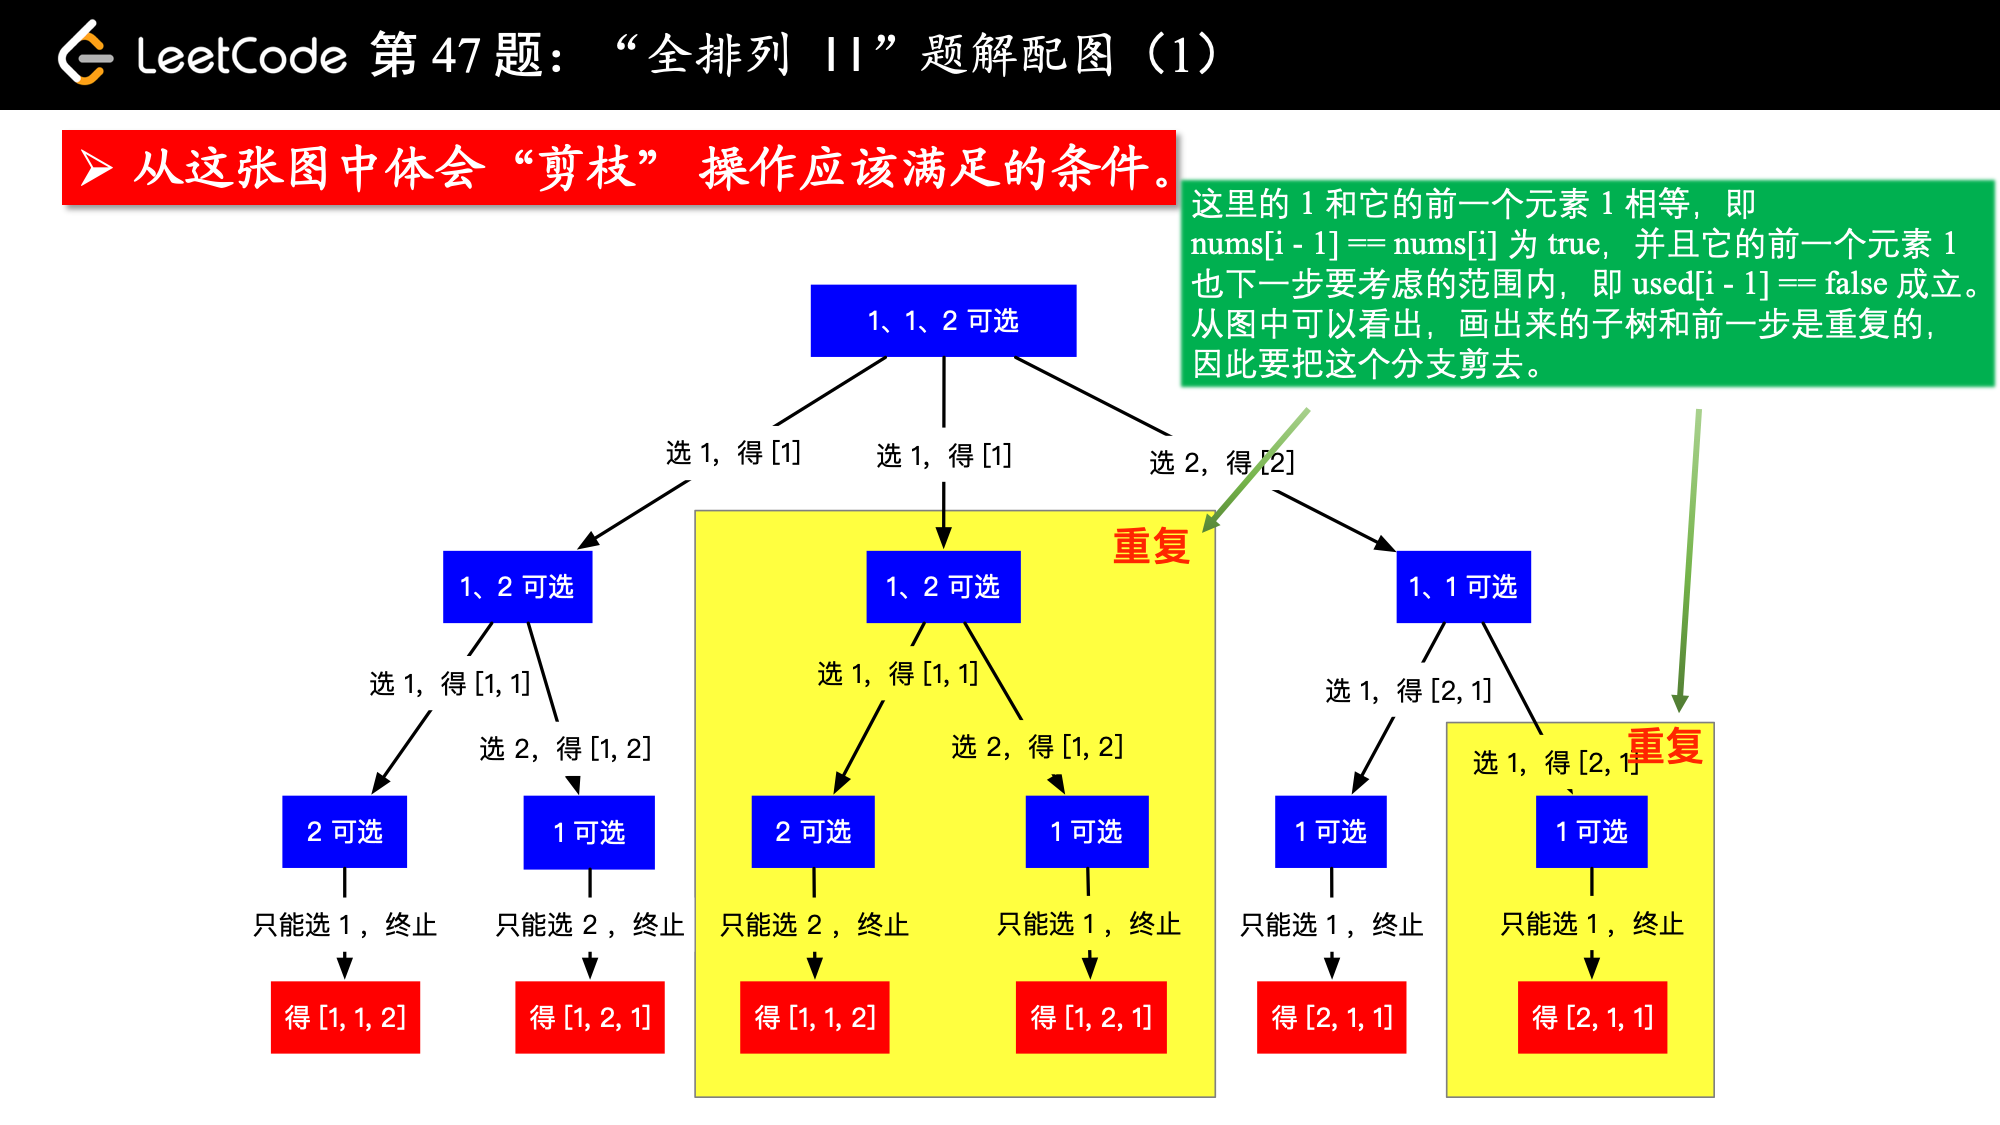 LeetCode 第 47 题：“全排列 II”题解配图（1）
➢ 从这张图中体会“剪枝” 操作应该满足的条件。
这里的 1 和它的前一个元素 1 相等，即
nums[i - 1] == nums[i] 为 true，并且它的前一个元素 1
也下一步要考虑的范围内，即 used[i - 1] == false 成立。
从图中可以看出，画出来的子树和前一步是重复的，
因此要把这个分支剪去。
1、1、2 可选
选 1，得 [1]
选 1，得 [1]
选 2，得 [2]
重复
1、2 可选
1、2 可选
1、1 可选
选 1，得 [1, 1]
选 1，得 [1, 1]
选 1，得 [2, 1]
选 2，得 [1, 2]
选 2，得 [1, 2]
选 1，得 [2, 1]
重复
2 可选
1 可选
2 可选
1 可选
1 可选
1 可选
只能选 1 ，终止
只能选 2 ，终止
只能选 2 ，终止
只能选 1 ，终止
只能选 1 ，终止
只能选 1 ，终止
得 [1, 1, 2]
得 [1, 2, 1]
得 [1, 1, 2]
得 [1, 2, 1]
得 [2, 1, 1]
得 [2, 1, 1]